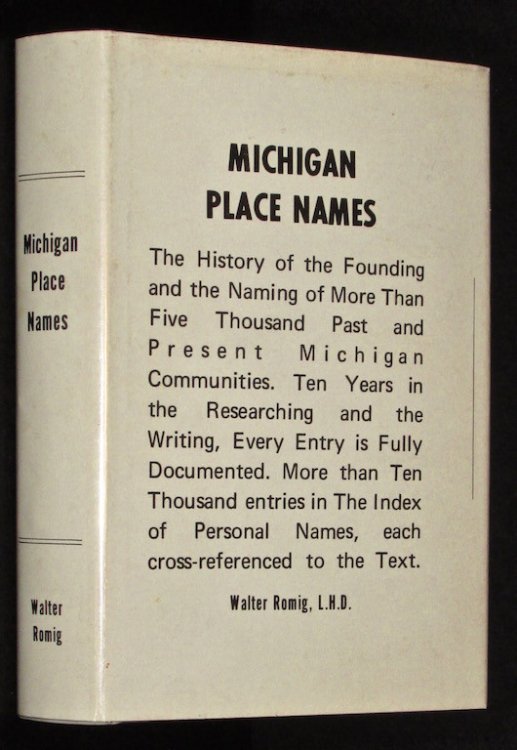 Michigan
Place
Names
Walter
Romig
MICHIGAN
PLACE NAMES
The History of the Founding
and the Naming of More Than
Five Thousand Past and
Present Michigan
Communities. Ten Years in
the Researching and the
Writing, Every Entry is Fully
Documented. More than Ten
Thousand entries in The Index
of Personal Names, each
cross-referenced to the Text.
Walter Romig, L.H.D.